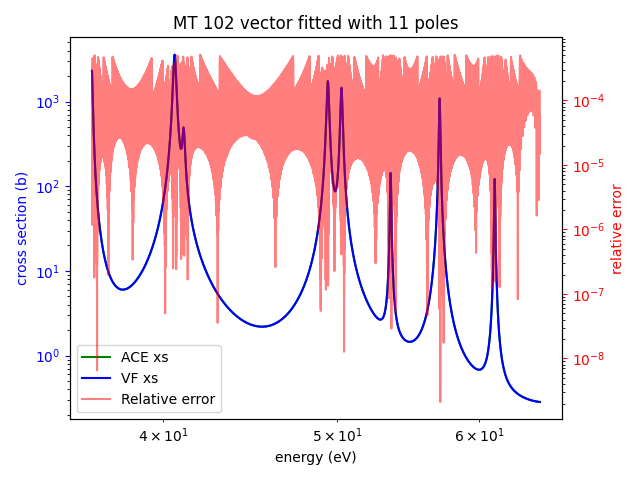 MT 102 vector fitted with 11 poles
cross section (b)
10³
10²
10¹
10⁰
10⁻⁴
10⁻⁵
10⁻⁶
10⁻⁷
10⁻⁸
relative error
ACE xs
VF xs
Relative error
4 × 10¹ 5 × 10¹ 6 × 10¹
energy (eV)